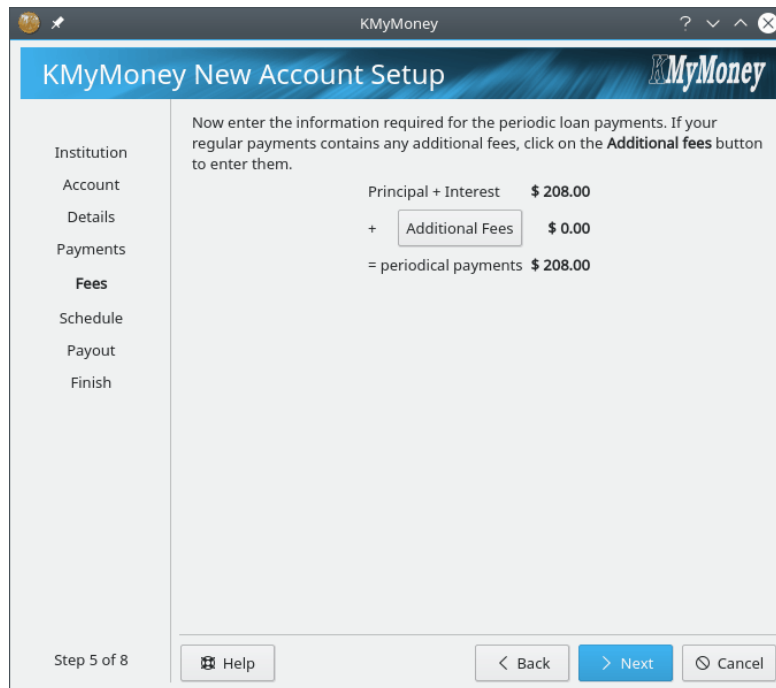 KMyMoney
KMyMoney New Account Setup
KMyMoney
Institution
Account
Details
Payments
Fees
Schedule
Payout
Finish
Step 5 of 8
Now enter the information required for the periodic loan payments. If your
regular payments contains any additional fees, click on the Additional fees button
to enter them.
Principal + Interest $ 208.00
+ Additional Fees $ 0.00
= periodical payments $ 208.00
Help
< Back
> Next
Cancel